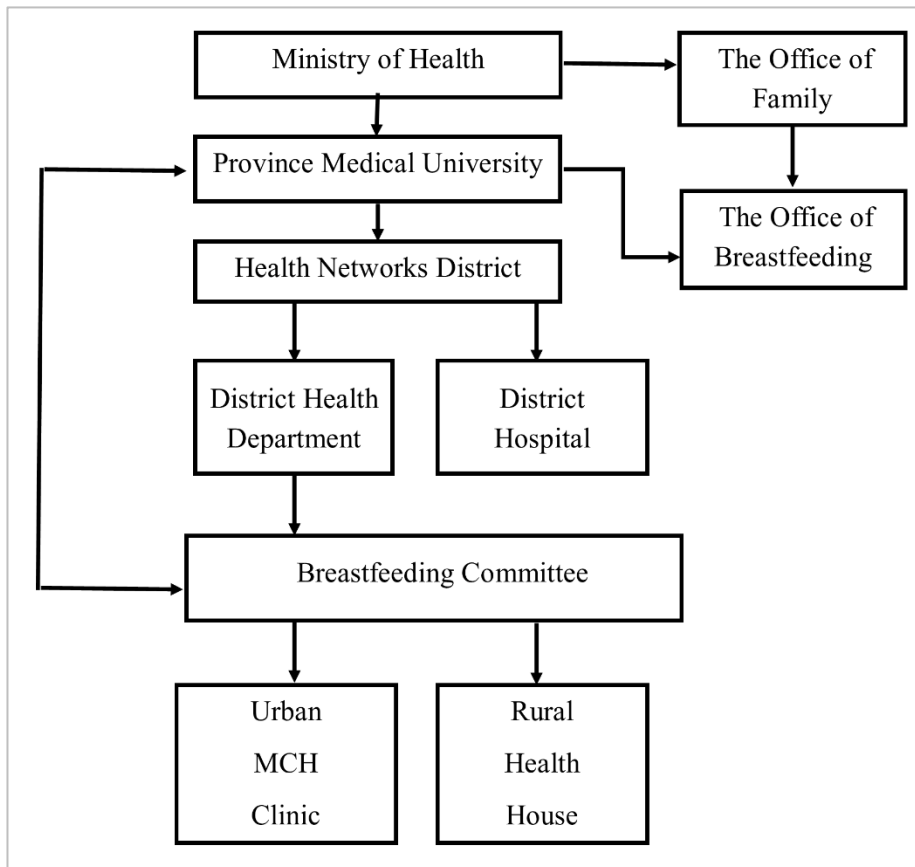 Ministry of Health
The Office of
Family
Province Medical University
The Office of
Breastfeeding
Health Networks District
District Health
Department
District
Hospital
Breastfeeding Committee
Urban
MCH
Clinic
Rural
Health
House